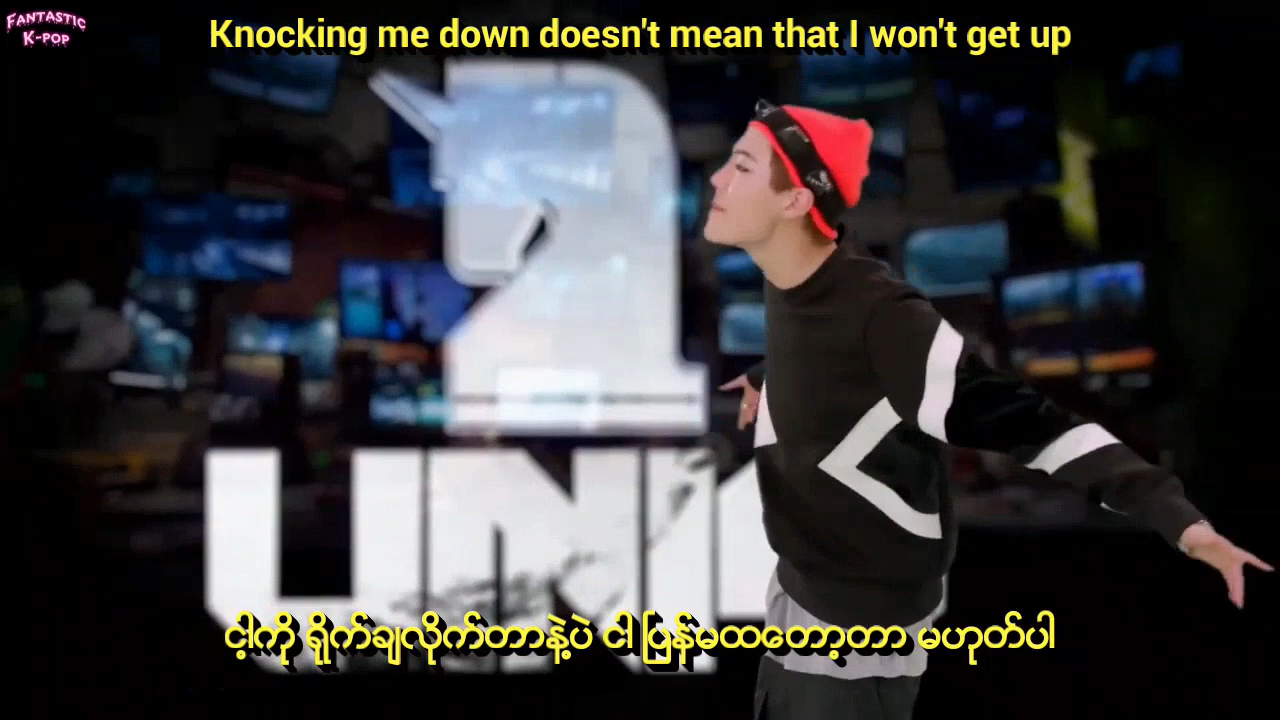 FANTASTIC
K-POP
Knocking me down doesn't mean that I won't get up
2
UNI
ငါ့ကို ရိုက်ချလိုက်တာနဲ့ပဲ ငါ ပြန်မထတော့တာ မဟုတ်ပါ